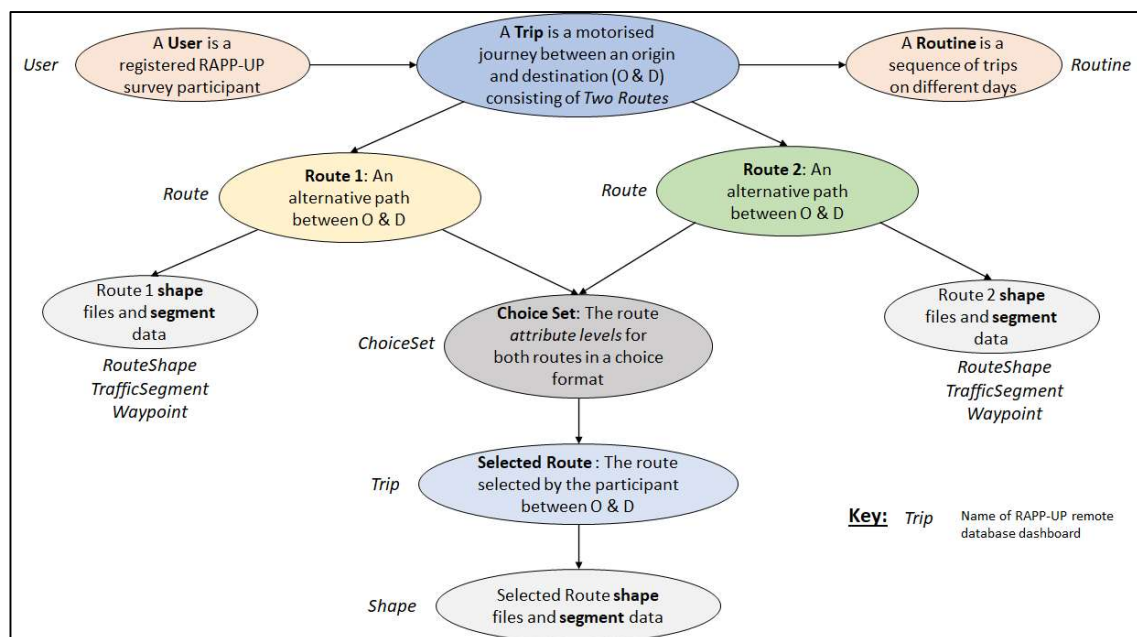 User
A User is a
registered RAPP-UP
survey participant
A Trip is a motorised
journey between an origin
and destination (O & D)
consisting of Two Routes
A Routine is a
sequence of trips
on different days
Routine
Route
Route 1: An
alternative path
between O & D
Route
Route 2: An
alternative path
between O & D
Route 1 shape
files and segment
data
RouteShape
TrafficSegment
Waypoint
ChoiceSet
Choice Set: The route
attribute levels for
both routes in a choice
format
Route 2 shape
files and segment
data
RouteShape
TrafficSegment
Waypoint
Trip
Selected Route : The route
selected by the participant
between O & D
Key: Trip Name of RAPP-UP remote
database dashboard
Shape
Selected Route shape
files and segment data